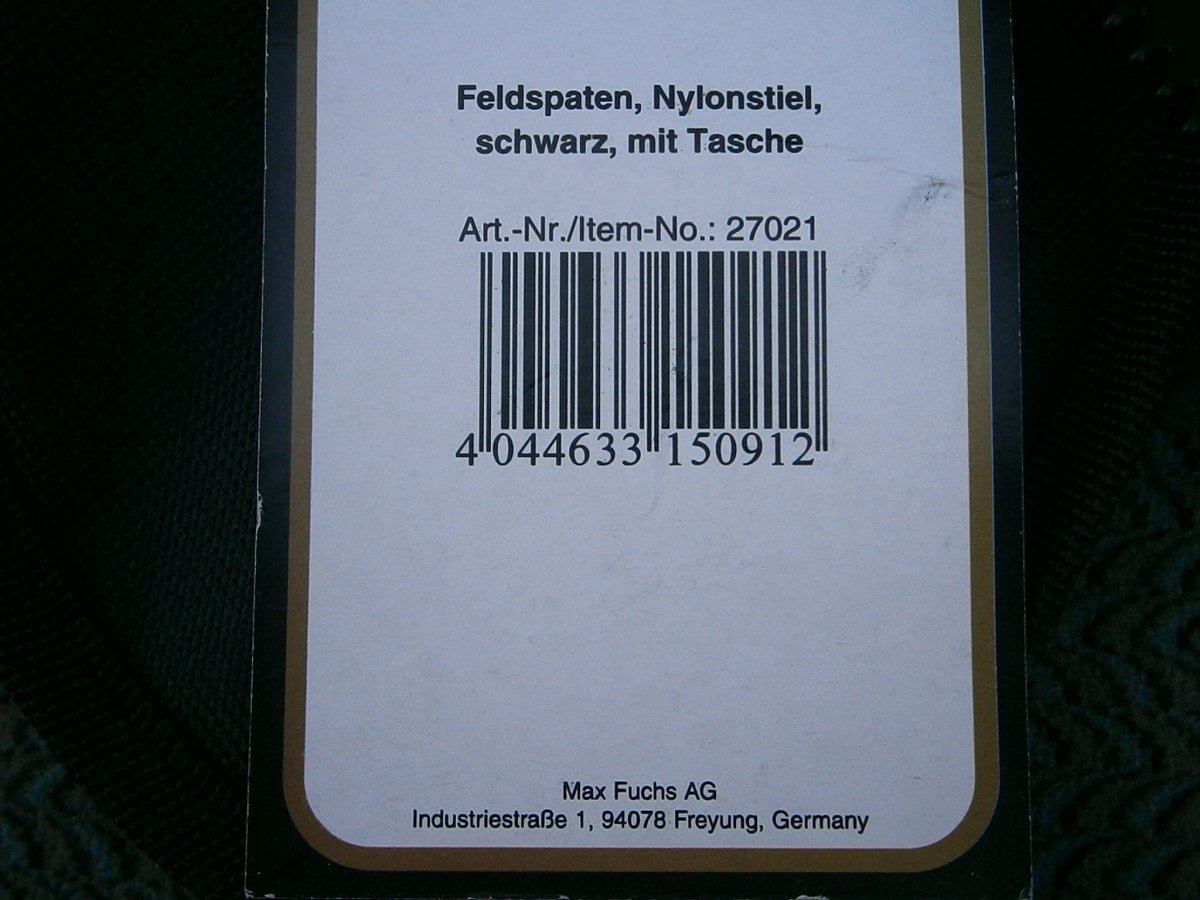 Feldspaten, Nylonstiel,
schwarz, mit Tasche
Art.-Nr./Item-No.: 27021
4 044633 150912
Max Fuchs AG
Industriestraße 1, 94078 Freyung, Germany